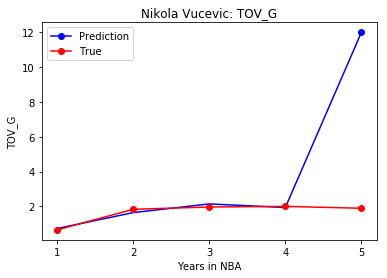 Nikola Vucevic: TOV_G
Prediction
True
12
10
8
6
4
2
TOV_G
1 2 3 4 5
Years in NBA